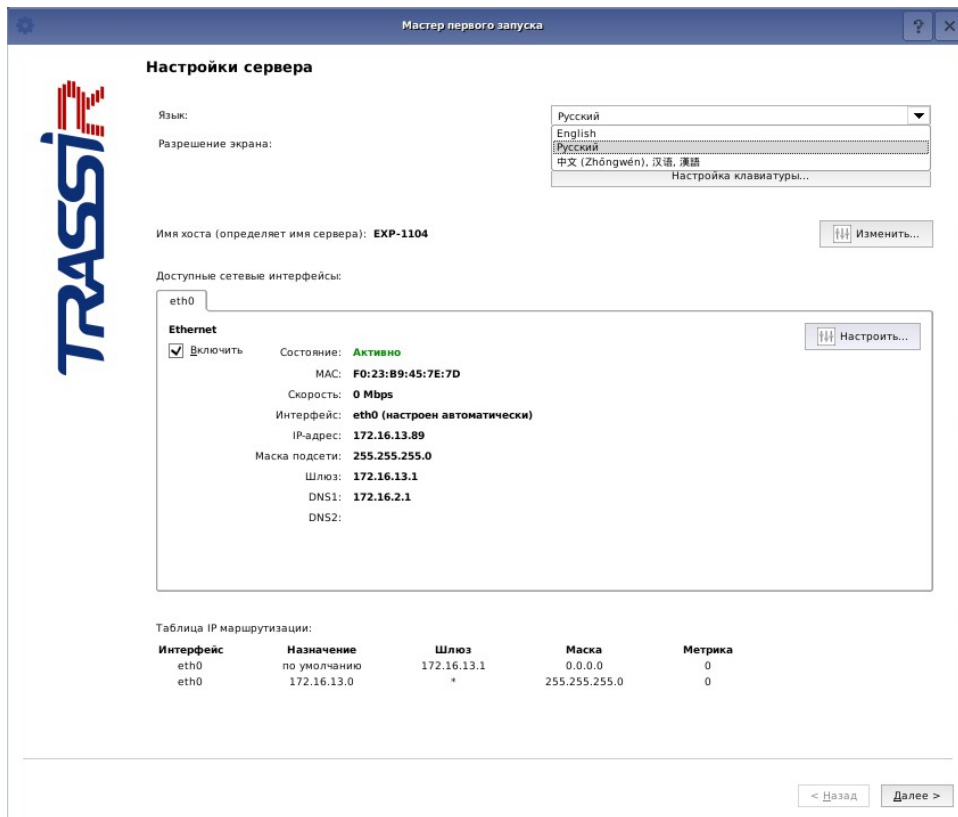 Мастер первого запуска
?
TRASSIR
Настройки сервера
Язык:
Русский
English
Русский
中文 (Zhōngwén), 汉语, 漢語
Разрешение экрана:
Настройка клавиатуры...
Имя хоста (определяет имя сервера): EXP-1104
Изменить...
Доступные сетевые интерфейсы:
eth0
Ethernet
Настроить...
Включить
Состояние: Активно
MAC: F0:23:B9:45:7E:7D
Скорость: 0 Mbps
Интерфейс: eth0 (настроен автоматически)
IP-адрес: 172.16.13.89
Маска подсети: 255.255.255.0
Шлюз: 172.16.13.1
DNS1: 172.16.2.1
DNS2:
Таблица IP маршрутизации:
Интерфейс Назначение Шлюз Маска Метрика
eth0 по умолчанию 172.16.13.1 0.0.0.0 0
eth0 172.16.13.0 * 255.255.255.0 0
< Назад
Далее >